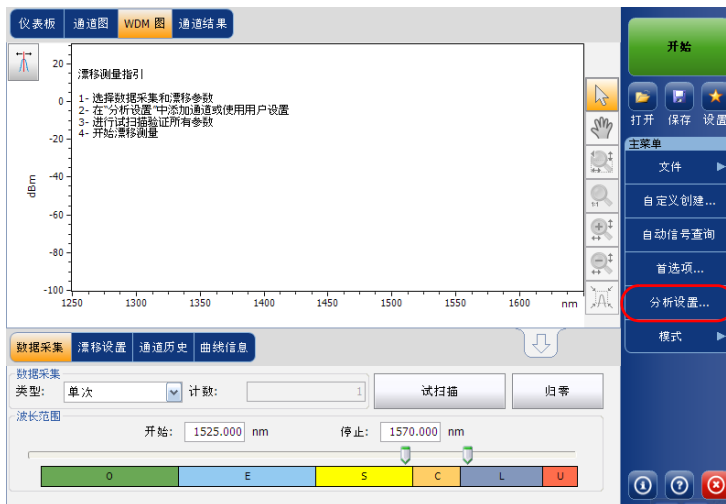 仪表板 通道图 WDM 图 通道结果
漂移测量指引
1- 选择数据采集和漂移参数
2- 在"分析设置"中添加通道或使用用户设置
3- 进行试扫描验证所有参数
4- 开始漂移测量
20
0
-20
-40
-60
-80
-100
dBm
1250 1300 1350 1400 1450 1500 1550 1600 nm
1:1
开始
打开 保存 设置
主菜单
文件
自定义创建...
自动信号查询
首选项...
分析设置...
模式
数据采集 漂移设置 通道历史 曲线信息
数据采集
类型: 单次 计数: 1 试扫描 归零
波长范围
开始: 1525.000 nm 停止: 1570.000 nm
O E S C L U